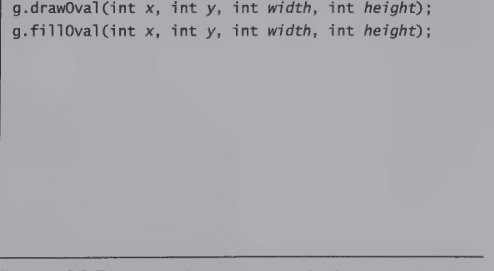 g.drawOval(int x, int y, int width, int height);
g.fillOval(int x, int y, int width, int height);